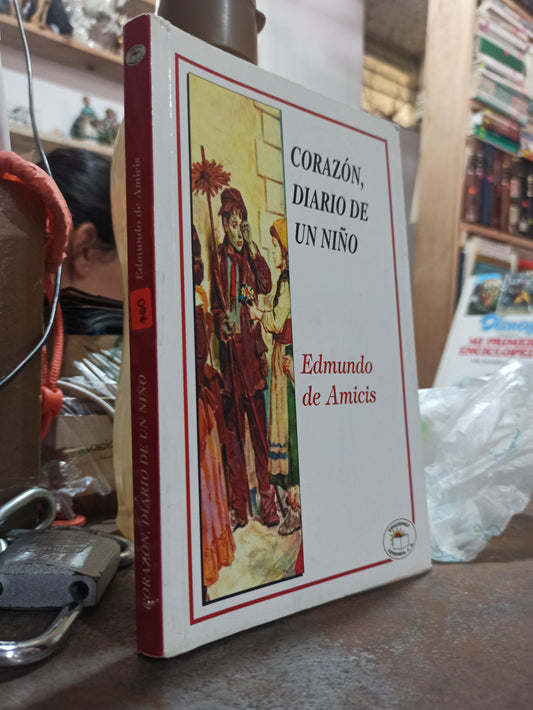 CORAZÓN,
DIARIO DE
UN NIÑO
Edmundo
de Amicis
Edmundo de Amicis
CORAZÓN, DIARIO DE UN NIÑO
Disney
MI PRIMERA
ENCICLOPEDIA